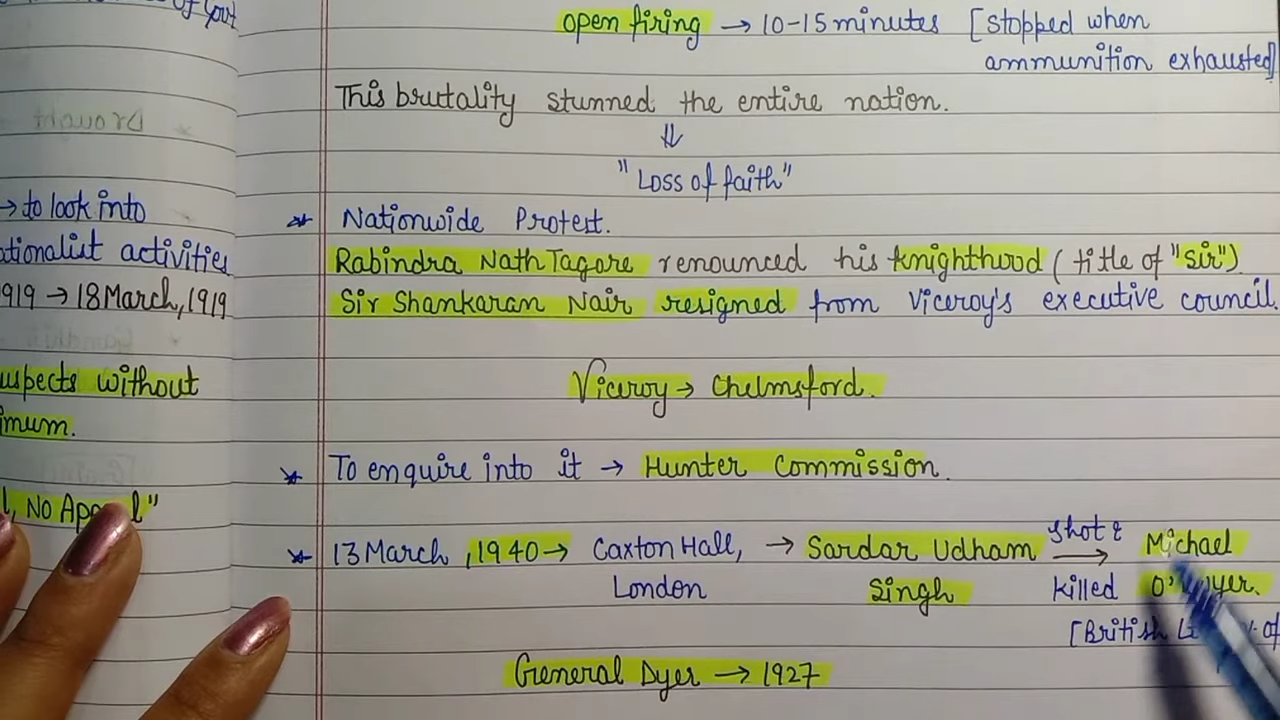 of Govt
→ to look into
ationalist activities
919 → 18 March, 1919
uspects without
imum.
No Appeal"
open firing → 10-15 minutes [stopped when
ammunition exhausted]
This brutality stunned the entire nation.
⇓
"Loss of faith"
* Nationwide Protest.
Rabindra Nath Tagore renounced his knighthood (title of "Sir")
Sir Shankaran Nair resigned from Viceroy's executive council.
Viceroy → Chelmsford.
* To enquire into it → Hunter Commission.
* 13 March, 1940 → Caxton Hall, → Sardar Udham shot & → Michael
London Singh killed O'Dwyer.
[British
General Dyer → 1927